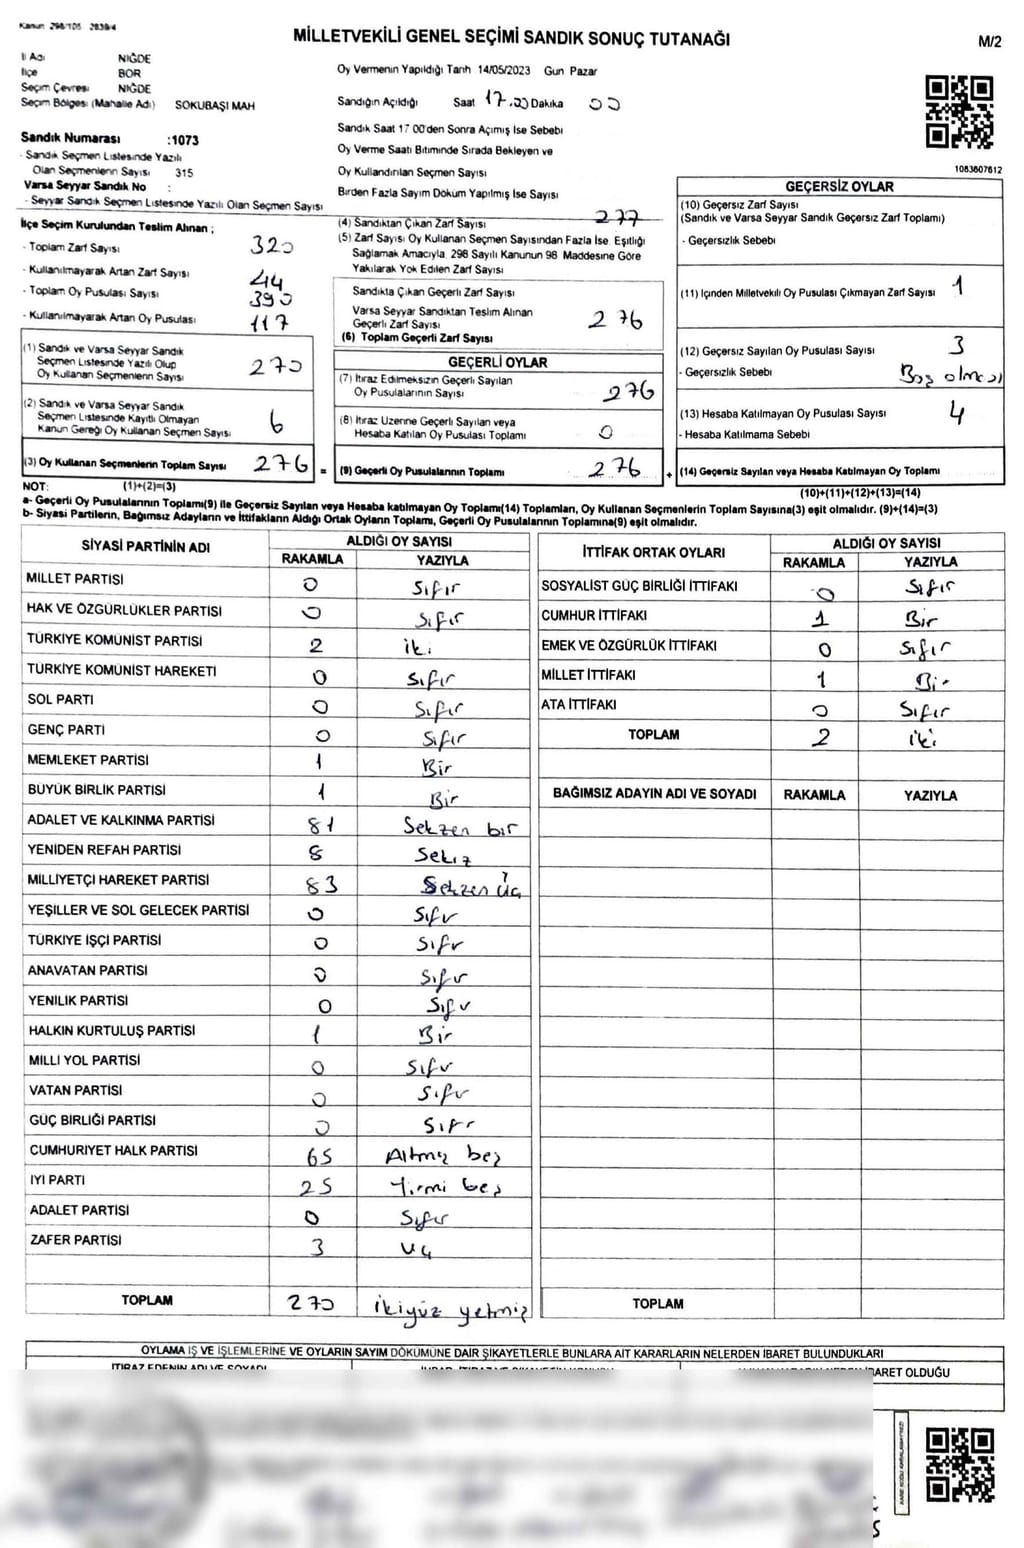 Kanun 298/105 2839/4
MİLLETVEKİLİ GENEL SEÇİMİ SANDIK SONUÇ TUTANAĞI
M/2
İl Adı NİĞDE
İlçe BOR
Seçim Çevresi NİĞDE
Seçim Bölgesi (Mahalle Adı) SOKUBAŞI MAH
Oy Vermenin Yapıldığı Tarih 14/05/2023 Gün Pazar
Sandığın Açıldığı Saat 17.00 Dakika 00
Sandık Saat 17 00'den Sonra Açımış İse Sebebi
Oy Verme Saati Bitiminde Sırada Bekleyen ve
Oy Kullandırılan Seçmen Sayısı
Birden Fazla Sayım Döküm Yapılmış İse Sayısı
Sandık Numarası :1073
- Sandık Seçmen Listesinde Yazılı
Olan Seçmenlerin Sayısı 315
Varsa Seyyar Sandık No :
- Seyyar Sandık Seçmen Listesinde Yazılı Olan Seçmen Sayısı
1083607612
İlçe Seçim Kurulundan Teslim Alınan ;
- Toplam Zarf Sayısı 320
- Kullanılmayarak Artan Zarf Sayısı 44
- Toplam Oy Pusulası Sayısı 390
- Kullanılmayarak Artan Oy Pusulası 117
(1) Sandık ve Varsa Seyyar Sandık
Seçmen Listesinde Yazılı Olup
Oy Kullanan Seçmenlerin Sayısı 270
(2) Sandık ve Varsa Seyyar Sandık
Seçmen Listesinde Kayıtlı Olmayan
Kanun Gereği Oy Kullanan Seçmen Sayısı 6
(3) Oy Kullanan Seçmenlerin Toplam Sayısı 276 =
(4) Sandıktan Çıkan Zarf Sayısı 277
(5) Zarf Sayısı Oy Kullanan Seçmen Sayısından Fazla İse, Eşitliği
Sağlamak Amacıyla, 298 Sayılı Kanunun 98 Maddesine Göre
Yakılarak Yok Edilen Zarf Sayısı
Sandıkta Çıkan Geçerli Zarf Sayısı
Varsa Seyyar Sandıktan Teslim Alınan
Geçerli Zarf Sayısı 276
(6) Toplam Geçerli Zarf Sayısı
GEÇERLİ OYLAR
(7) İtiraz Edilmeksizin Geçerli Sayılan
Oy Pusulalarının Sayısı 276
(8) İtiraz Üzerine Geçerli Sayılan veya
Hesaba Katılan Oy Pusulası Toplamı 0
(9) Geçerli Oy Pusulalarının Toplamı 276 +
GEÇERSİZ OYLAR
(10) Geçersiz Zarf Sayısı
(Sandık ve Varsa Seyyar Sandık Geçersiz Zarf Toplamı)
- Geçersizlik Sebebi
(11) İçinden Milletvekili Oy Pusulası Çıkmayan Zarf Sayısı 1
(12) Geçersiz Sayılan Oy Pusulası Sayısı 3
- Geçersizlik Sebebi Boş olması
(13) Hesaba Katılmayan Oy Pusulası Sayısı 4
- Hesaba Katılmama Sebebi
(14) Geçersiz Sayılan veya Hesaba Katılmayan Oy Toplamı
NOT: (1)+(2)=(3)
(10)+(11)+(12)+(13)=(14)
a- Geçerli Oy Pusulalarının Toplamı(9) ile Geçersiz Sayılan veya Hesaba katılmayan Oy Toplamı(14) Toplamları, Oy Kullanan Seçmenlerin Toplam Sayısına(3) eşit olmalıdır. (9)+(14)=(3)
b- Siyasi Partilerin, Bağımsız Adayların ve İttifakların Aldığı Ortak Oyların Toplamı, Geçerli Oy Pusulalarının Toplamına(9) eşit olmalıdır.
SİYASİ PARTİNİN ADI ALDIĞI OY SAYISI
RAKAMLA YAZIYLA
MİLLET PARTİSİ 0 Sıfır
HAK VE ÖZGÜRLÜKLER PARTİSİ 0 Sıfır
TÜRKİYE KOMÜNİST PARTİSİ 2 iki
TÜRKİYE KOMÜNİST HAREKETİ 0 Sıfır
SOL PARTİ 0 Sıfır
GENÇ PARTİ 0 Sıfır
MEMLEKET PARTİSİ 1 Bir
BÜYÜK BİRLİK PARTİSİ 1 Bir
ADALET VE KALKINMA PARTİSİ 81 Seksen bir
YENİDEN REFAH PARTİSİ 8 Sekiz
MİLLİYETÇİ HAREKET PARTİSİ 83 Seksen Üç
YEŞİLLER VE SOL GELECEK PARTİSİ 0 Sıfır
TÜRKİYE İŞÇİ PARTİSİ 0 Sıfır
ANAVATAN PARTİSİ 0 Sıfır
YENİLİK PARTİSİ 0 Sıfır
HALKIN KURTULUŞ PARTİSİ 1 Bir
MİLLİ YOL PARTİSİ 0 Sıfır
VATAN PARTİSİ 0 Sıfır
GÜÇ BİRLİĞİ PARTİSİ 0 Sıfır
CUMHURİYET HALK PARTİSİ 65 Altmış beş
İYİ PARTİ 25 Yirmi beş
ADALET PARTİSİ 0 Sıfır
ZAFER PARTİSİ 3 Üç
TOPLAM 270 ikiyüz yetmiş
İTTİFAK ORTAK OYLARI ALDIĞI OY SAYISI
RAKAMLA YAZIYLA
SOSYALİST GÜÇ BİRLİĞİ İTTİFAKI 0 Sıfır
CUMHUR İTTİFAKI 1 Bir
EMEK VE ÖZGÜRLÜK İTTİFAKI 0 Sıfır
MİLLET İTTİFAKI 1 Bir
ATA İTTİFAKI 0 Sıfır
TOPLAM 2 iki
BAĞIMSIZ ADAYIN ADI VE SOYADI RAKAMLA YAZIYLA
TOPLAM
OYLAMA İŞ VE İŞLEMLERİNE VE OYLARIN SAYIM DÖKÜMÜNE DAİR ŞİKAYETLERLE BUNLARA AİT KARARLARIN NELERDEN İBARET BULUNDUKLARI
İTİRAZ EDENİN ADI VE SOYADI
İBARET OLDUĞU